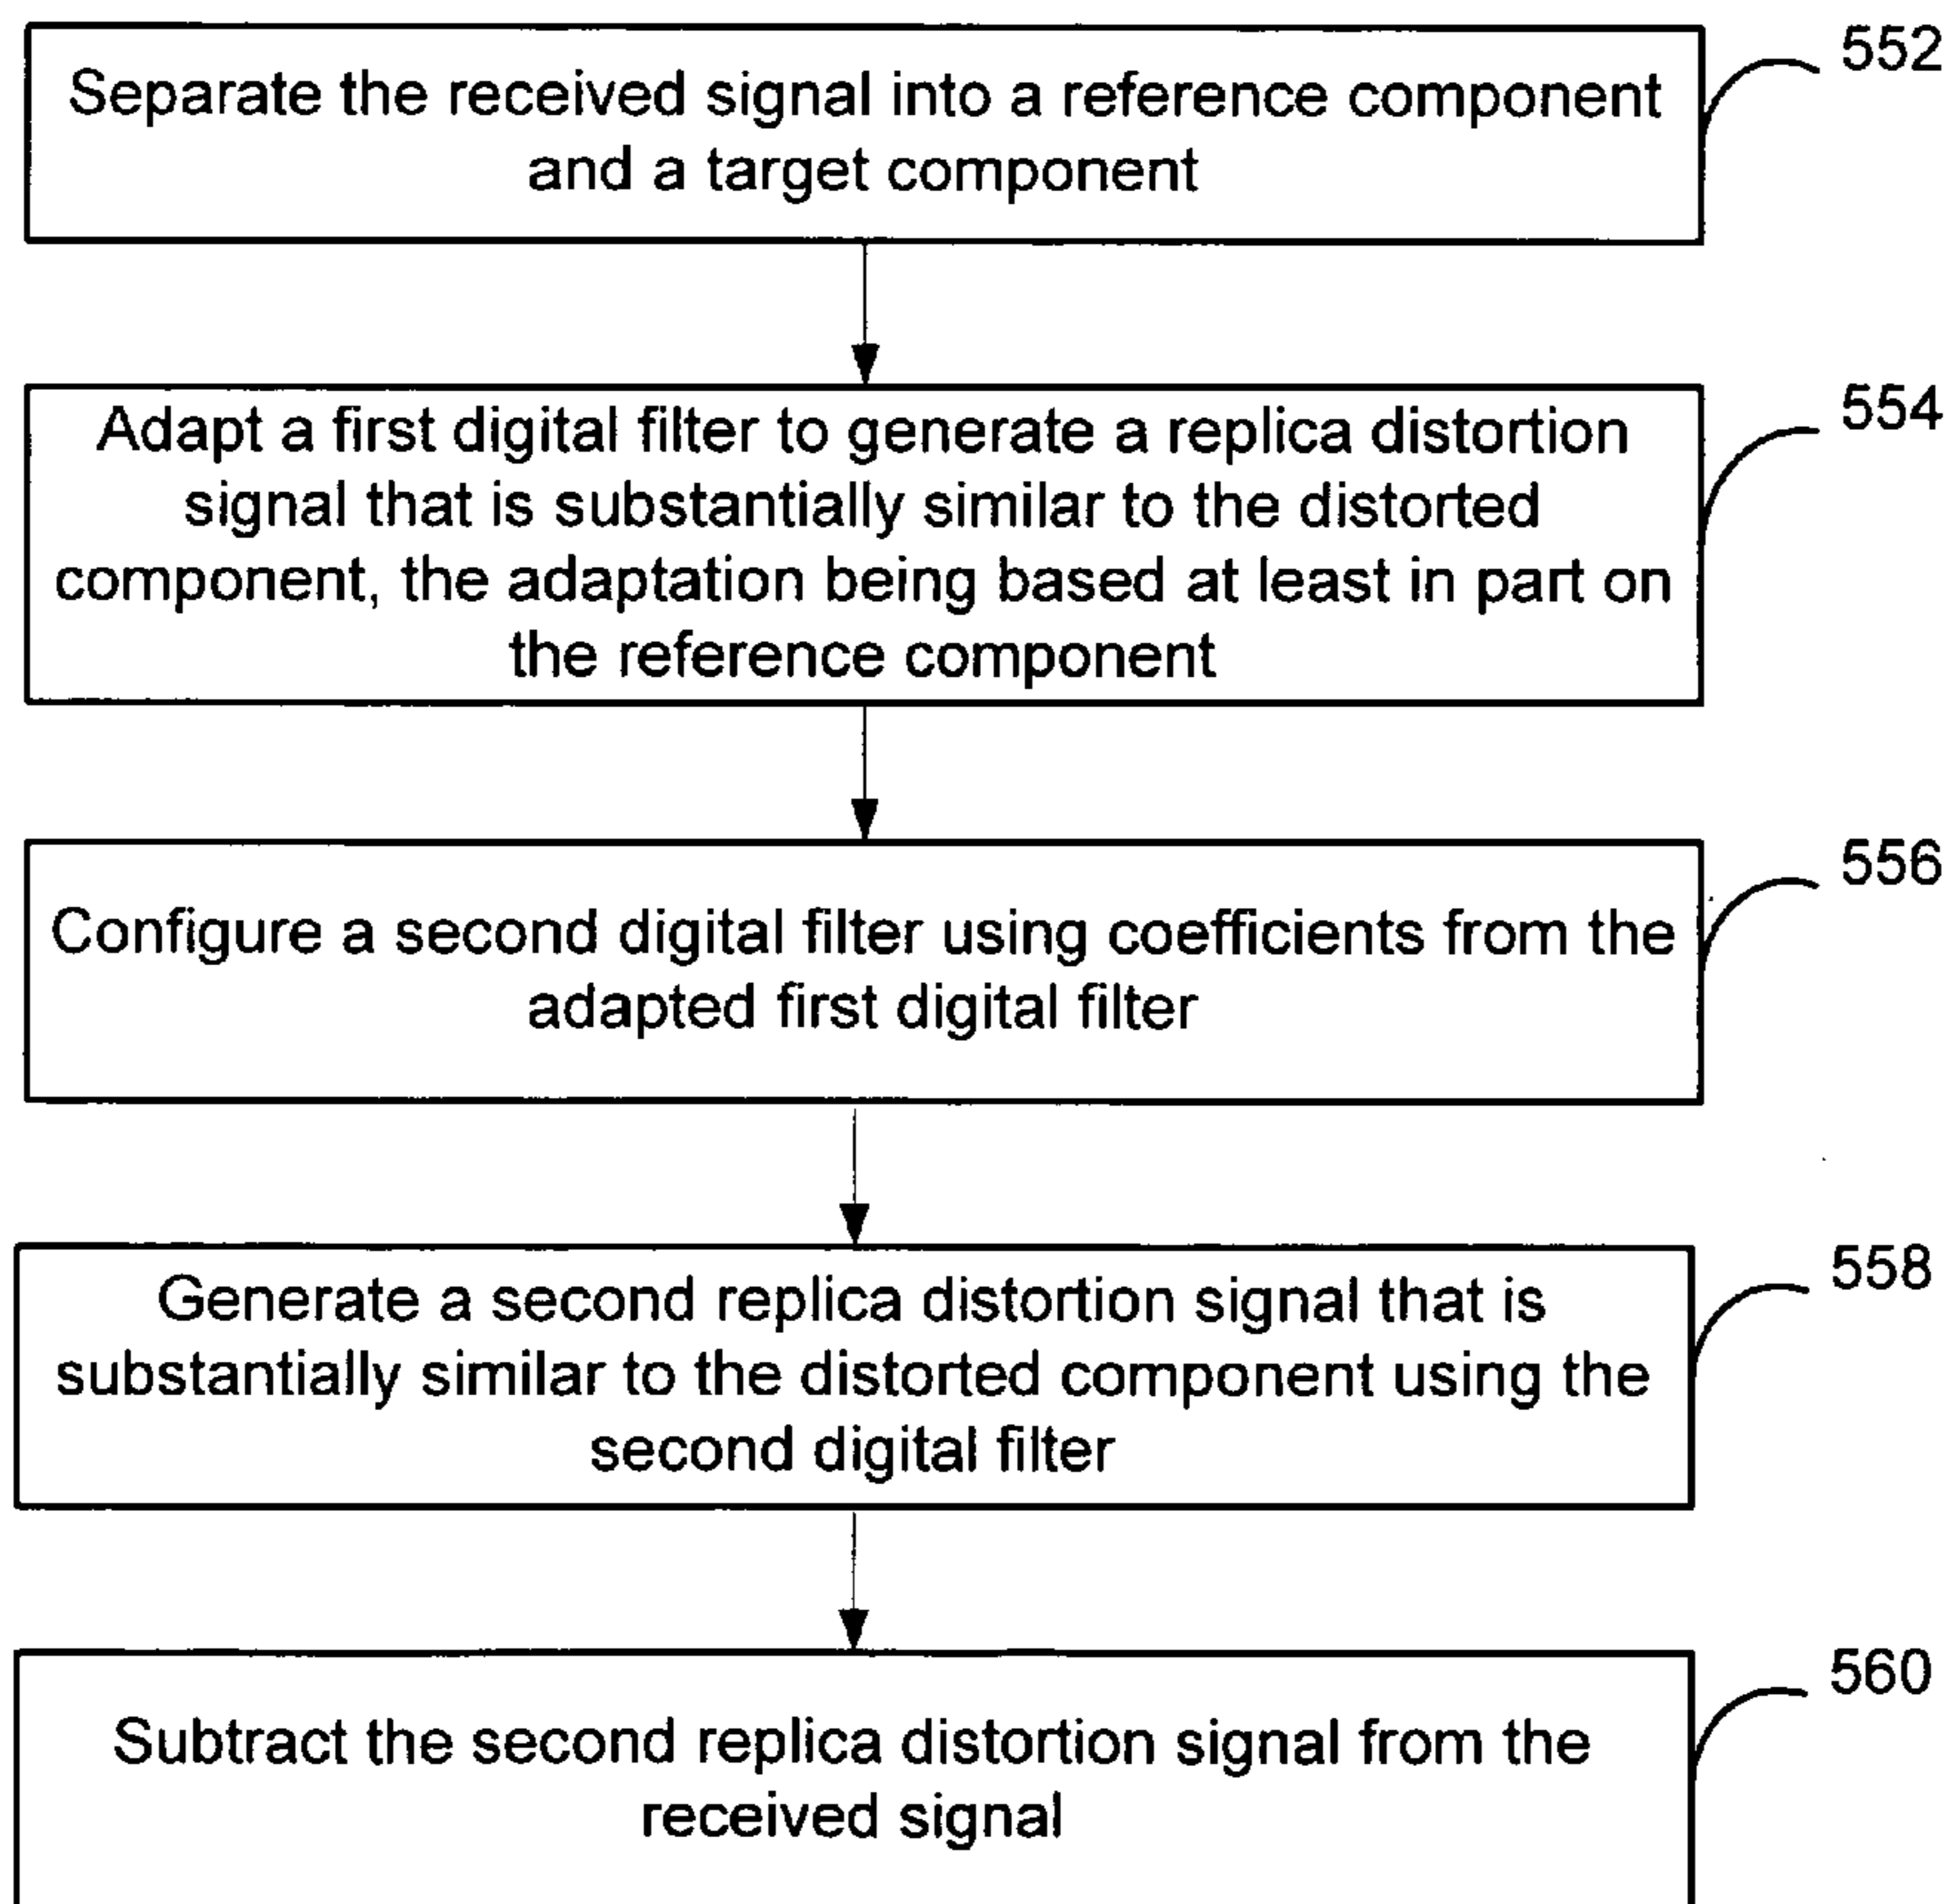 552
Separate the received signal into a reference component
and a target component
554
Adapt a first digital filter to generate a replica distortion
signal that is substantially similar to the distorted
component, the adaptation being based at least in part on
the reference component
556
Configure a second digital filter using coefficients from the
adapted first digital filter
558
Generate a second replica distortion signal that is
substantially similar to the distorted component using the
second digital filter
560
Subtract the second replica distortion signal from the
received signal